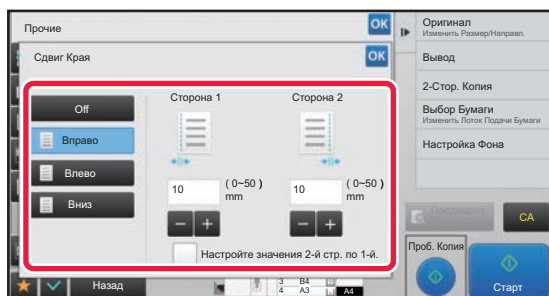 Прочие
OK
Сдвиг Края
OK
Off
Вправо
Влево
Вниз
Сторона 1
Сторона 2
10
( 0~50 )
mm
10
( 0~50 )
mm
Настройте значения 2-й стр. по 1-й.
Назад
3 B4
4 A3
A4
Оригинал
Изменить Размер/Направл.
Вывод
2-Стор. Копия
Выбор Бумаги
Изменить Лоток Подачи Бумаги
Настройка Фона
CA
Проб. Копия
Старт